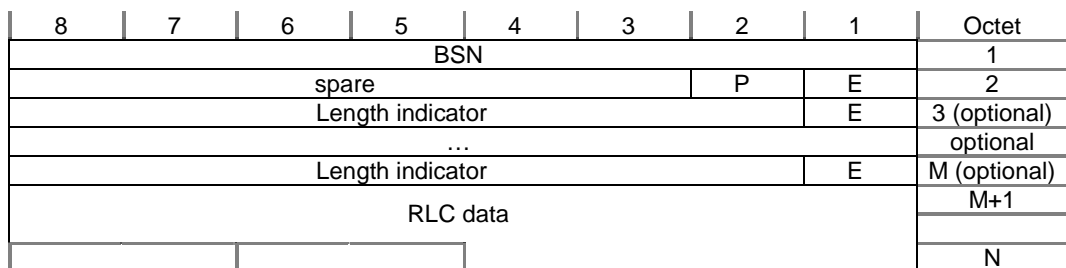 8 7 6 5 4 3 2 1 Octet
BSN 1
spare P E 2
Length indicator E 3 (optional)
… optional
Length indicator E M (optional)
RLC data M+1
N